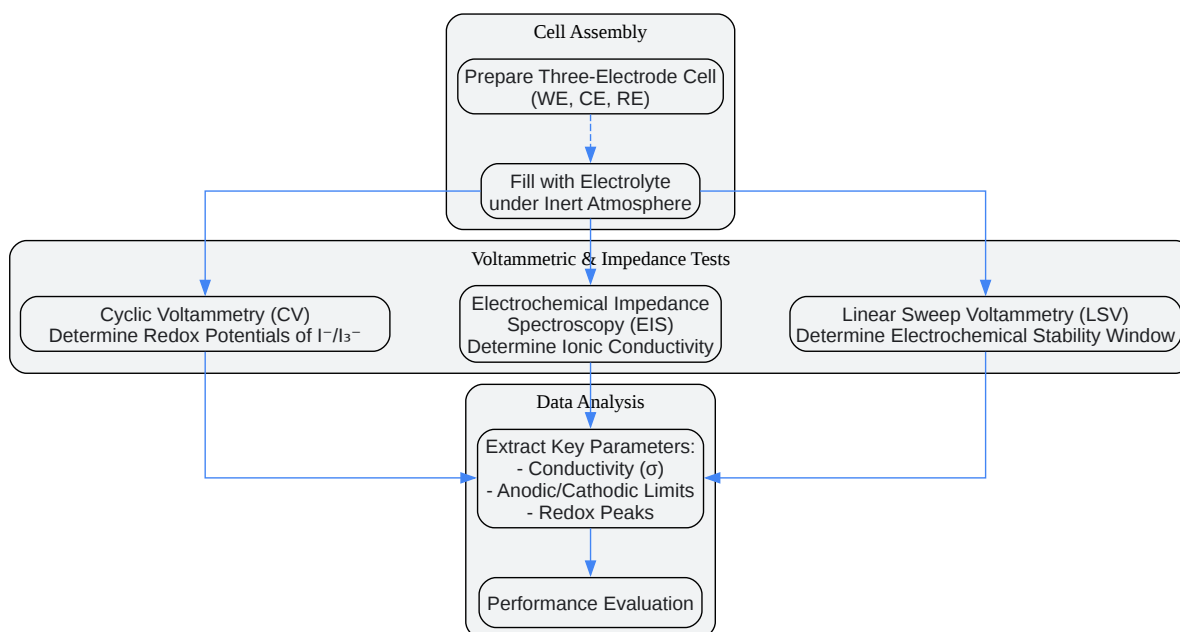 Cell Assembly
Prepare Three-Electrode Cell
(WE, CE, RE)
Fill with Electrolyte
under Inert Atmosphere
Voltammetric & Impedance Tests
Cyclic Voltammetry (CV)
Determine Redox Potentials of I⁻/I₃⁻
Electrochemical Impedance
Spectroscopy (EIS)
Determine Ionic Conductivity
Linear Sweep Voltammetry (LSV)
Determine Electrochemical Stability Window
Data Analysis
Extract Key Parameters:
- Conductivity (σ)
- Anodic/Cathodic Limits
- Redox Peaks
Performance Evaluation